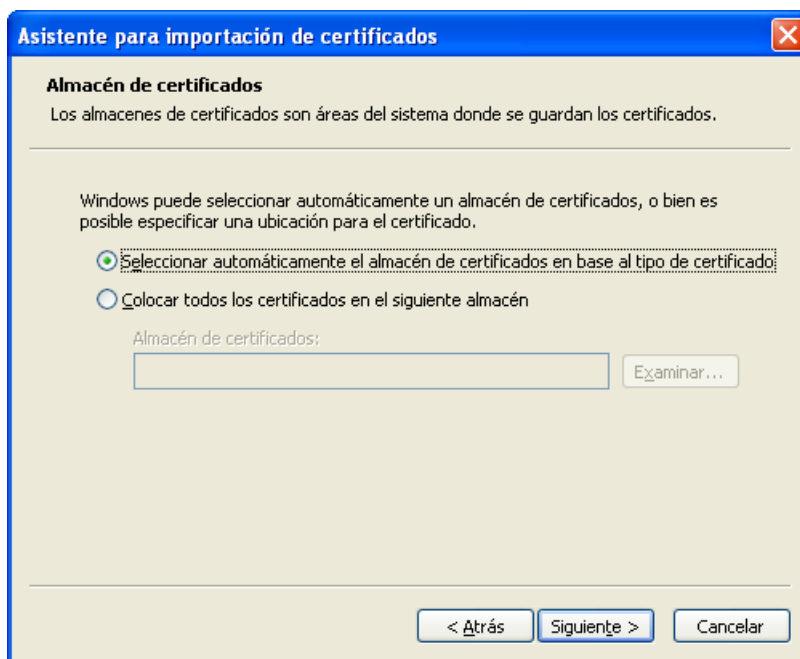 Asistente para importación de certificados
Almacén de certificados
Los almacenes de certificados son áreas del sistema donde se guardan los certificados.
Windows puede seleccionar automáticamente un almacén de certificados, o bien es
posible especificar una ubicación para el certificado.
Seleccionar automáticamente el almacén de certificados en base al tipo de certificado
Colocar todos los certificados en el siguiente almacén
Almacén de certificados:
Examinar...
< Atrás Siguiente > Cancelar